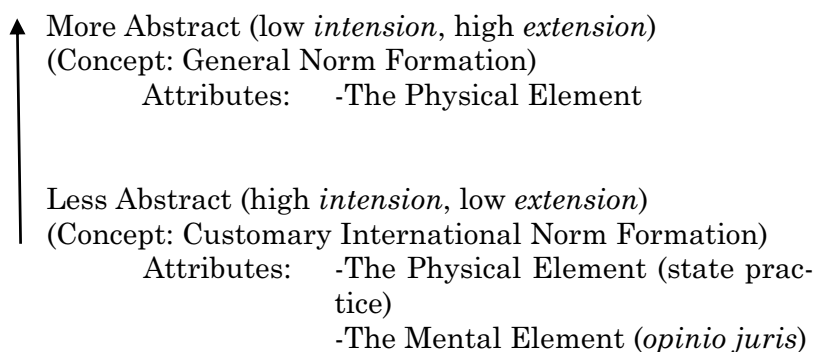 More Abstract (low intension, high extension)
(Concept: General Norm Formation)
Attributes: -The Physical Element
Less Abstract (high intension, low extension)
(Concept: Customary International Norm Formation)
Attributes: -The Physical Element (state prac-
tice)
-The Mental Element (opinio juris)